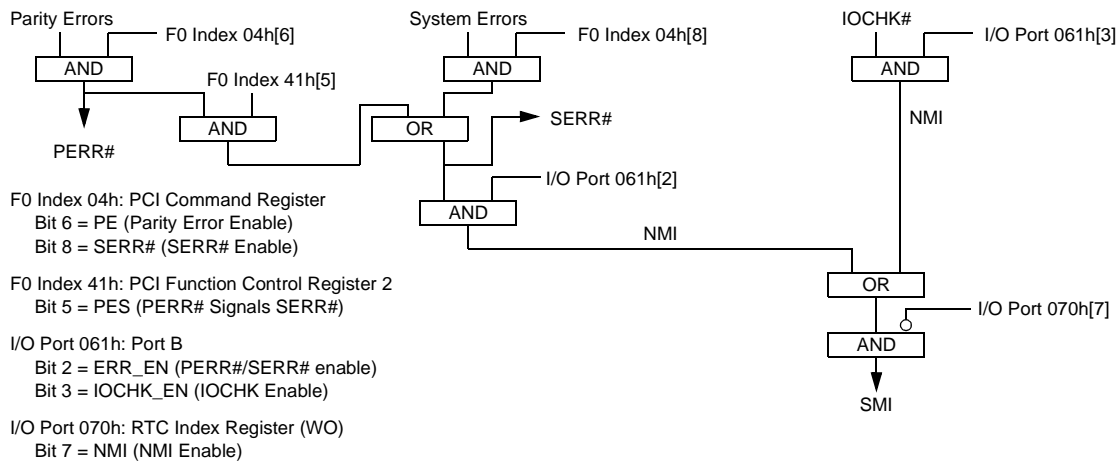 Parity Errors
F0 Index 04h[6]
AND
F0 Index 41h[5]
AND
PERR#
System Errors
F0 Index 04h[8]
AND
OR
SERR#
I/O Port 061h[2]
AND
NMI
IOCHK#
I/O Port 061h[3]
AND
NMI
OR
I/O Port 070h[7]
AND
SMI
F0 Index 04h: PCI Command Register
Bit 6 = PE (Parity Error Enable)
Bit 8 = SERR# (SERR# Enable)
F0 Index 41h: PCI Function Control Register 2
Bit 5 = PES (PERR# Signals SERR#)
I/O Port 061h: Port B
Bit 2 = ERR_EN (PERR#/SERR# enable)
Bit 3 = IOCHK_EN (IOCHK Enable)
I/O Port 070h: RTC Index Register (WO)
Bit 7 = NMI (NMI Enable)